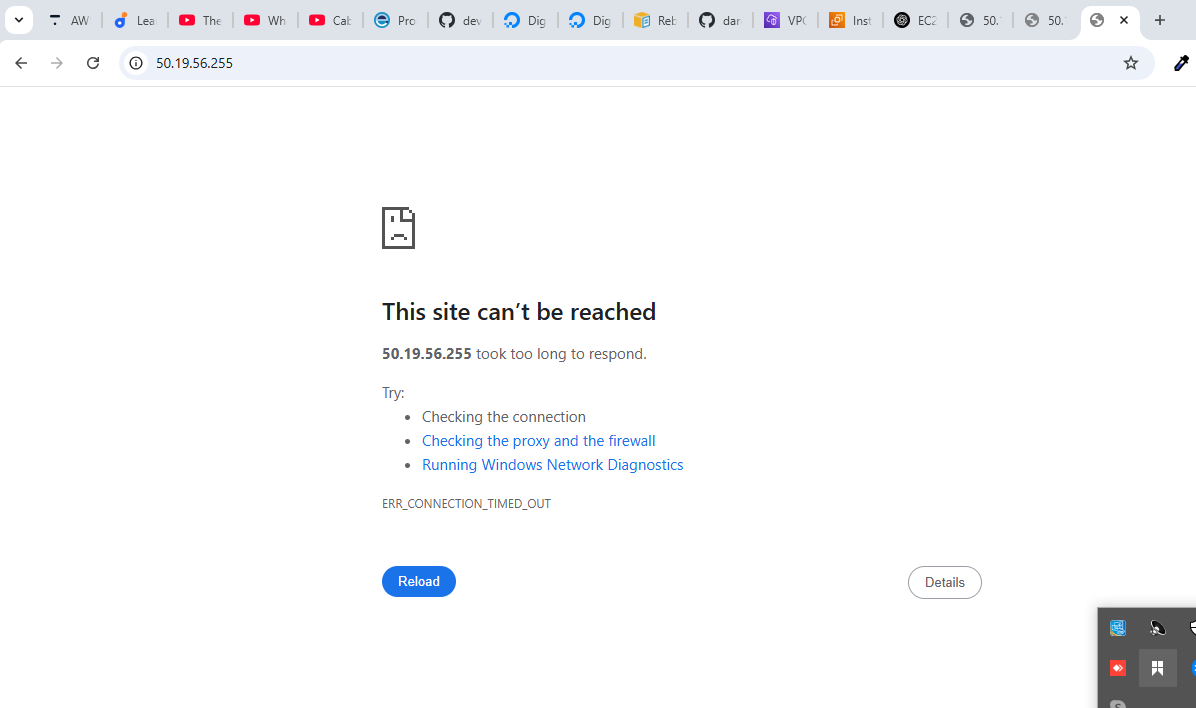 AW
Lea
The
Wh
Cab
Pro
dev
Dig
Dig
Reb
dar
VPC
Inst
EC2
50.
50.
50.19.56.255
This site can’t be reached
50.19.56.255 took too long to respond.
Try:
Checking the connection
Checking the proxy and the firewall
Running Windows Network Diagnostics
ERR_CONNECTION_TIMED_OUT
Reload
Details